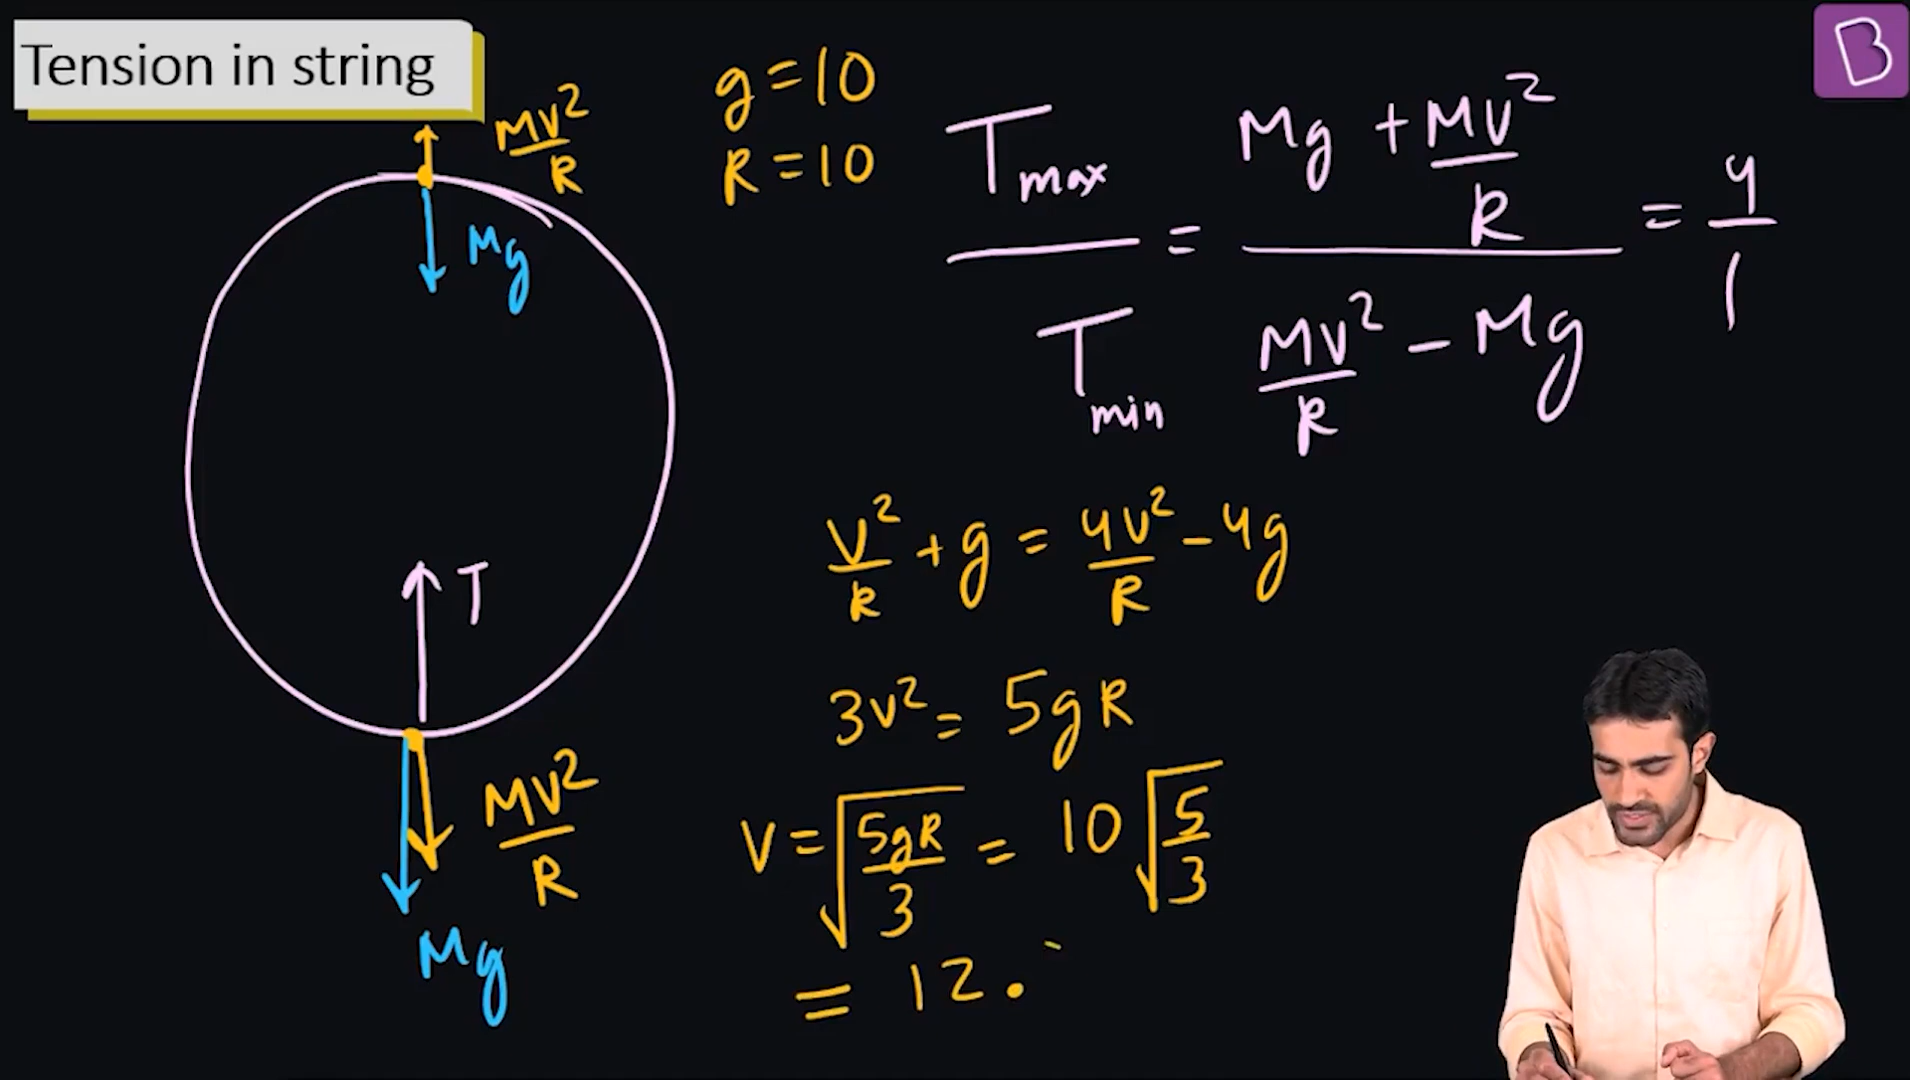 Tension in string
B
MV²/R
Mg
g = 10
R = 10
T
MV²/R
Mg
Tmax/Tmin = (Mg + MV²/R)/(MV²/R - Mg) = 4/1
V²/R + g = 4V²/R - 4g
3V² = 5gR
V = √(5gR/3) = 10√(5/3)
= 12.